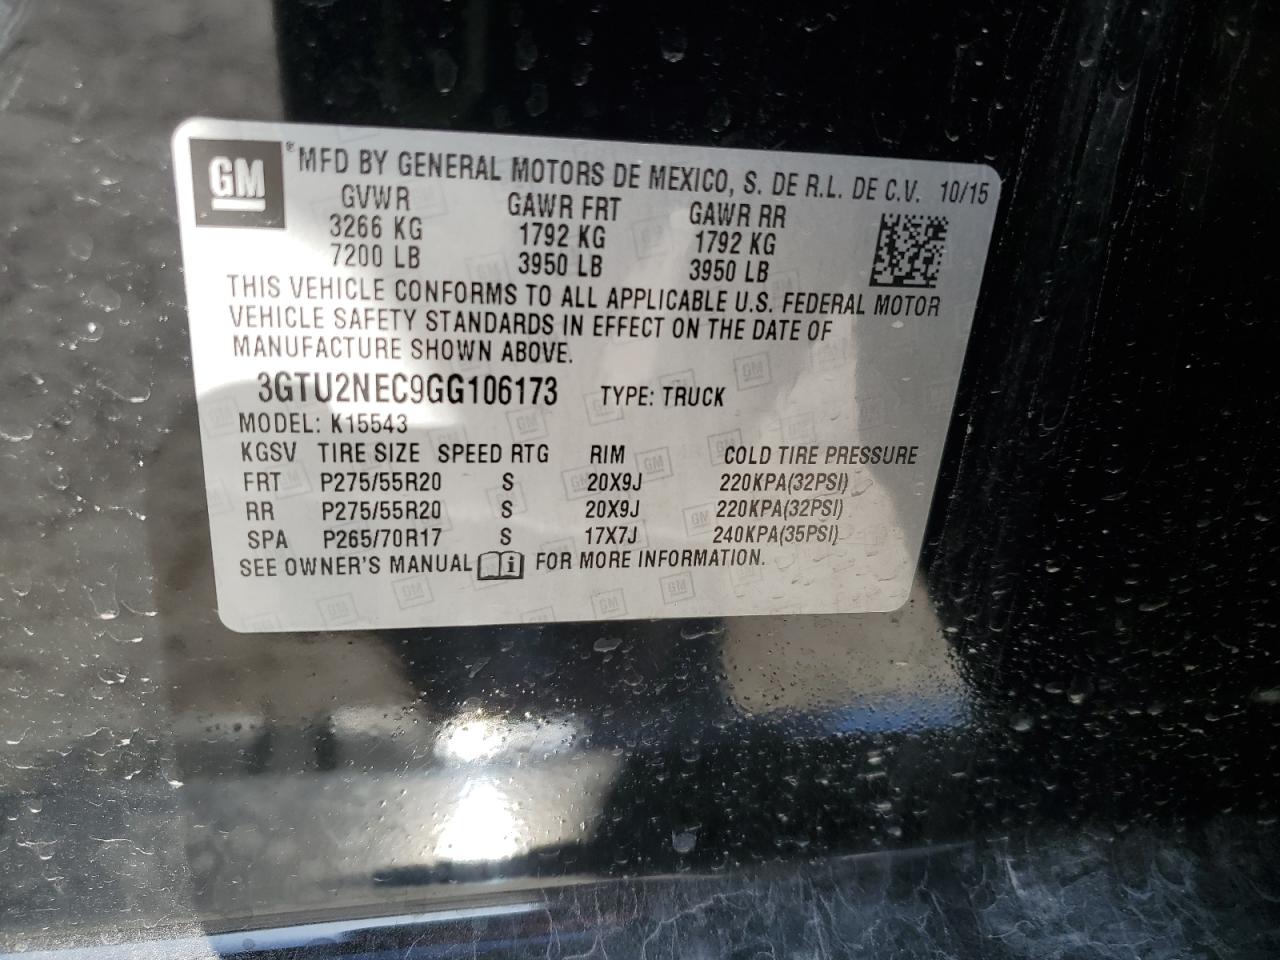 GM ® MFD BY GENERAL MOTORS DE MEXICO, S. DE R.L. DE C.V. 10/15
GVWR GAWR FRT GAWR RR
3266 KG 1792 KG 1792 KG
7200 LB 3950 LB 3950 LB
THIS VEHICLE CONFORMS TO ALL APPLICABLE U.S. FEDERAL MOTOR
VEHICLE SAFETY STANDARDS IN EFFECT ON THE DATE OF
MANUFACTURE SHOWN ABOVE.
3GTU2NEC9GG106173 TYPE: TRUCK
MODEL: K15543
KGSV TIRE SIZE SPEED RTG RIM COLD TIRE PRESSURE
FRT P275/55R20 S 20X9J 220KPA(32PSI)
RR P275/55R20 S 20X9J 220KPA(32PSI)
SPA P265/70R17 S 17X7J 240KPA(35PSI)
SEE OWNER'S MANUAL i FOR MORE INFORMATION.